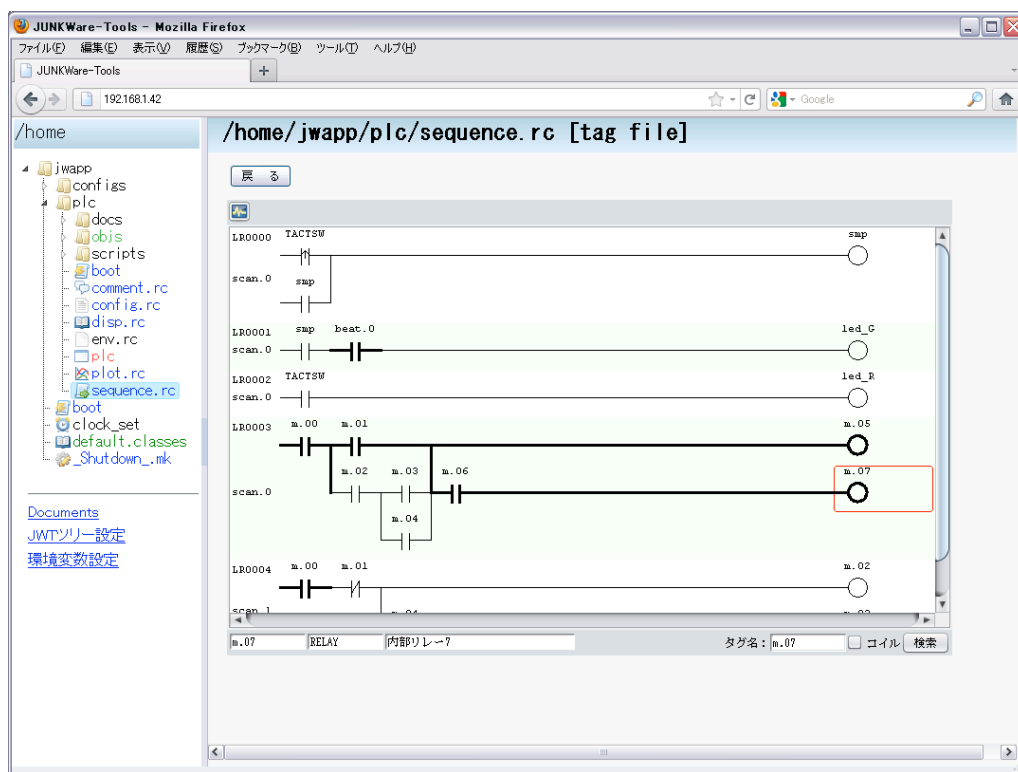 JUNKWare-Tools - Mozilla Firefox
ファイル(F) 編集(E) 表示(V) 履歴(S) ブックマーク(B) ツール(T) ヘルプ(H)
JUNKWare-Tools
192.168.1.42
Google
/home
/home/jwapp/plc/sequence.rc [tag file]
jwapp
configs
plc
docs
objs
scripts
boot
comment.rc
config.rc
disp.rc
env.rc
plc
plot.rc
sequence.rc
boot
clock_set
default.classes
_Shutdown_.mk
Documents
JWTツリー設定
環境変数設定
戻 る
LR0000 TACTSW smp
scan.0 smp
LR0001 smp beat.0 led_G
scan.0
LR0002 TACTSW led_R
scan.0
LR0003 m.00 m.01 m.05
m.02 m.03 m.06 m.07
scan.0
m.04
LR0004 m.00 m.01 m.02
m.07 RELAY 内部リレー7 タグ名: m.07 コイル 検索